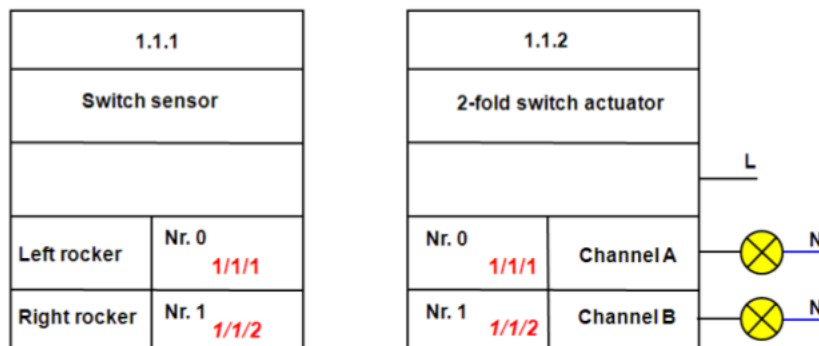 1.1.1
Switch sensor
Left rocker
Nr. 0
1/1/1
Right rocker
Nr. 1
1/1/2
1.1.2
2-fold switch actuator
L
Nr. 0
1/1/1
Channel A
N
Nr. 1
1/1/2
Channel B
N